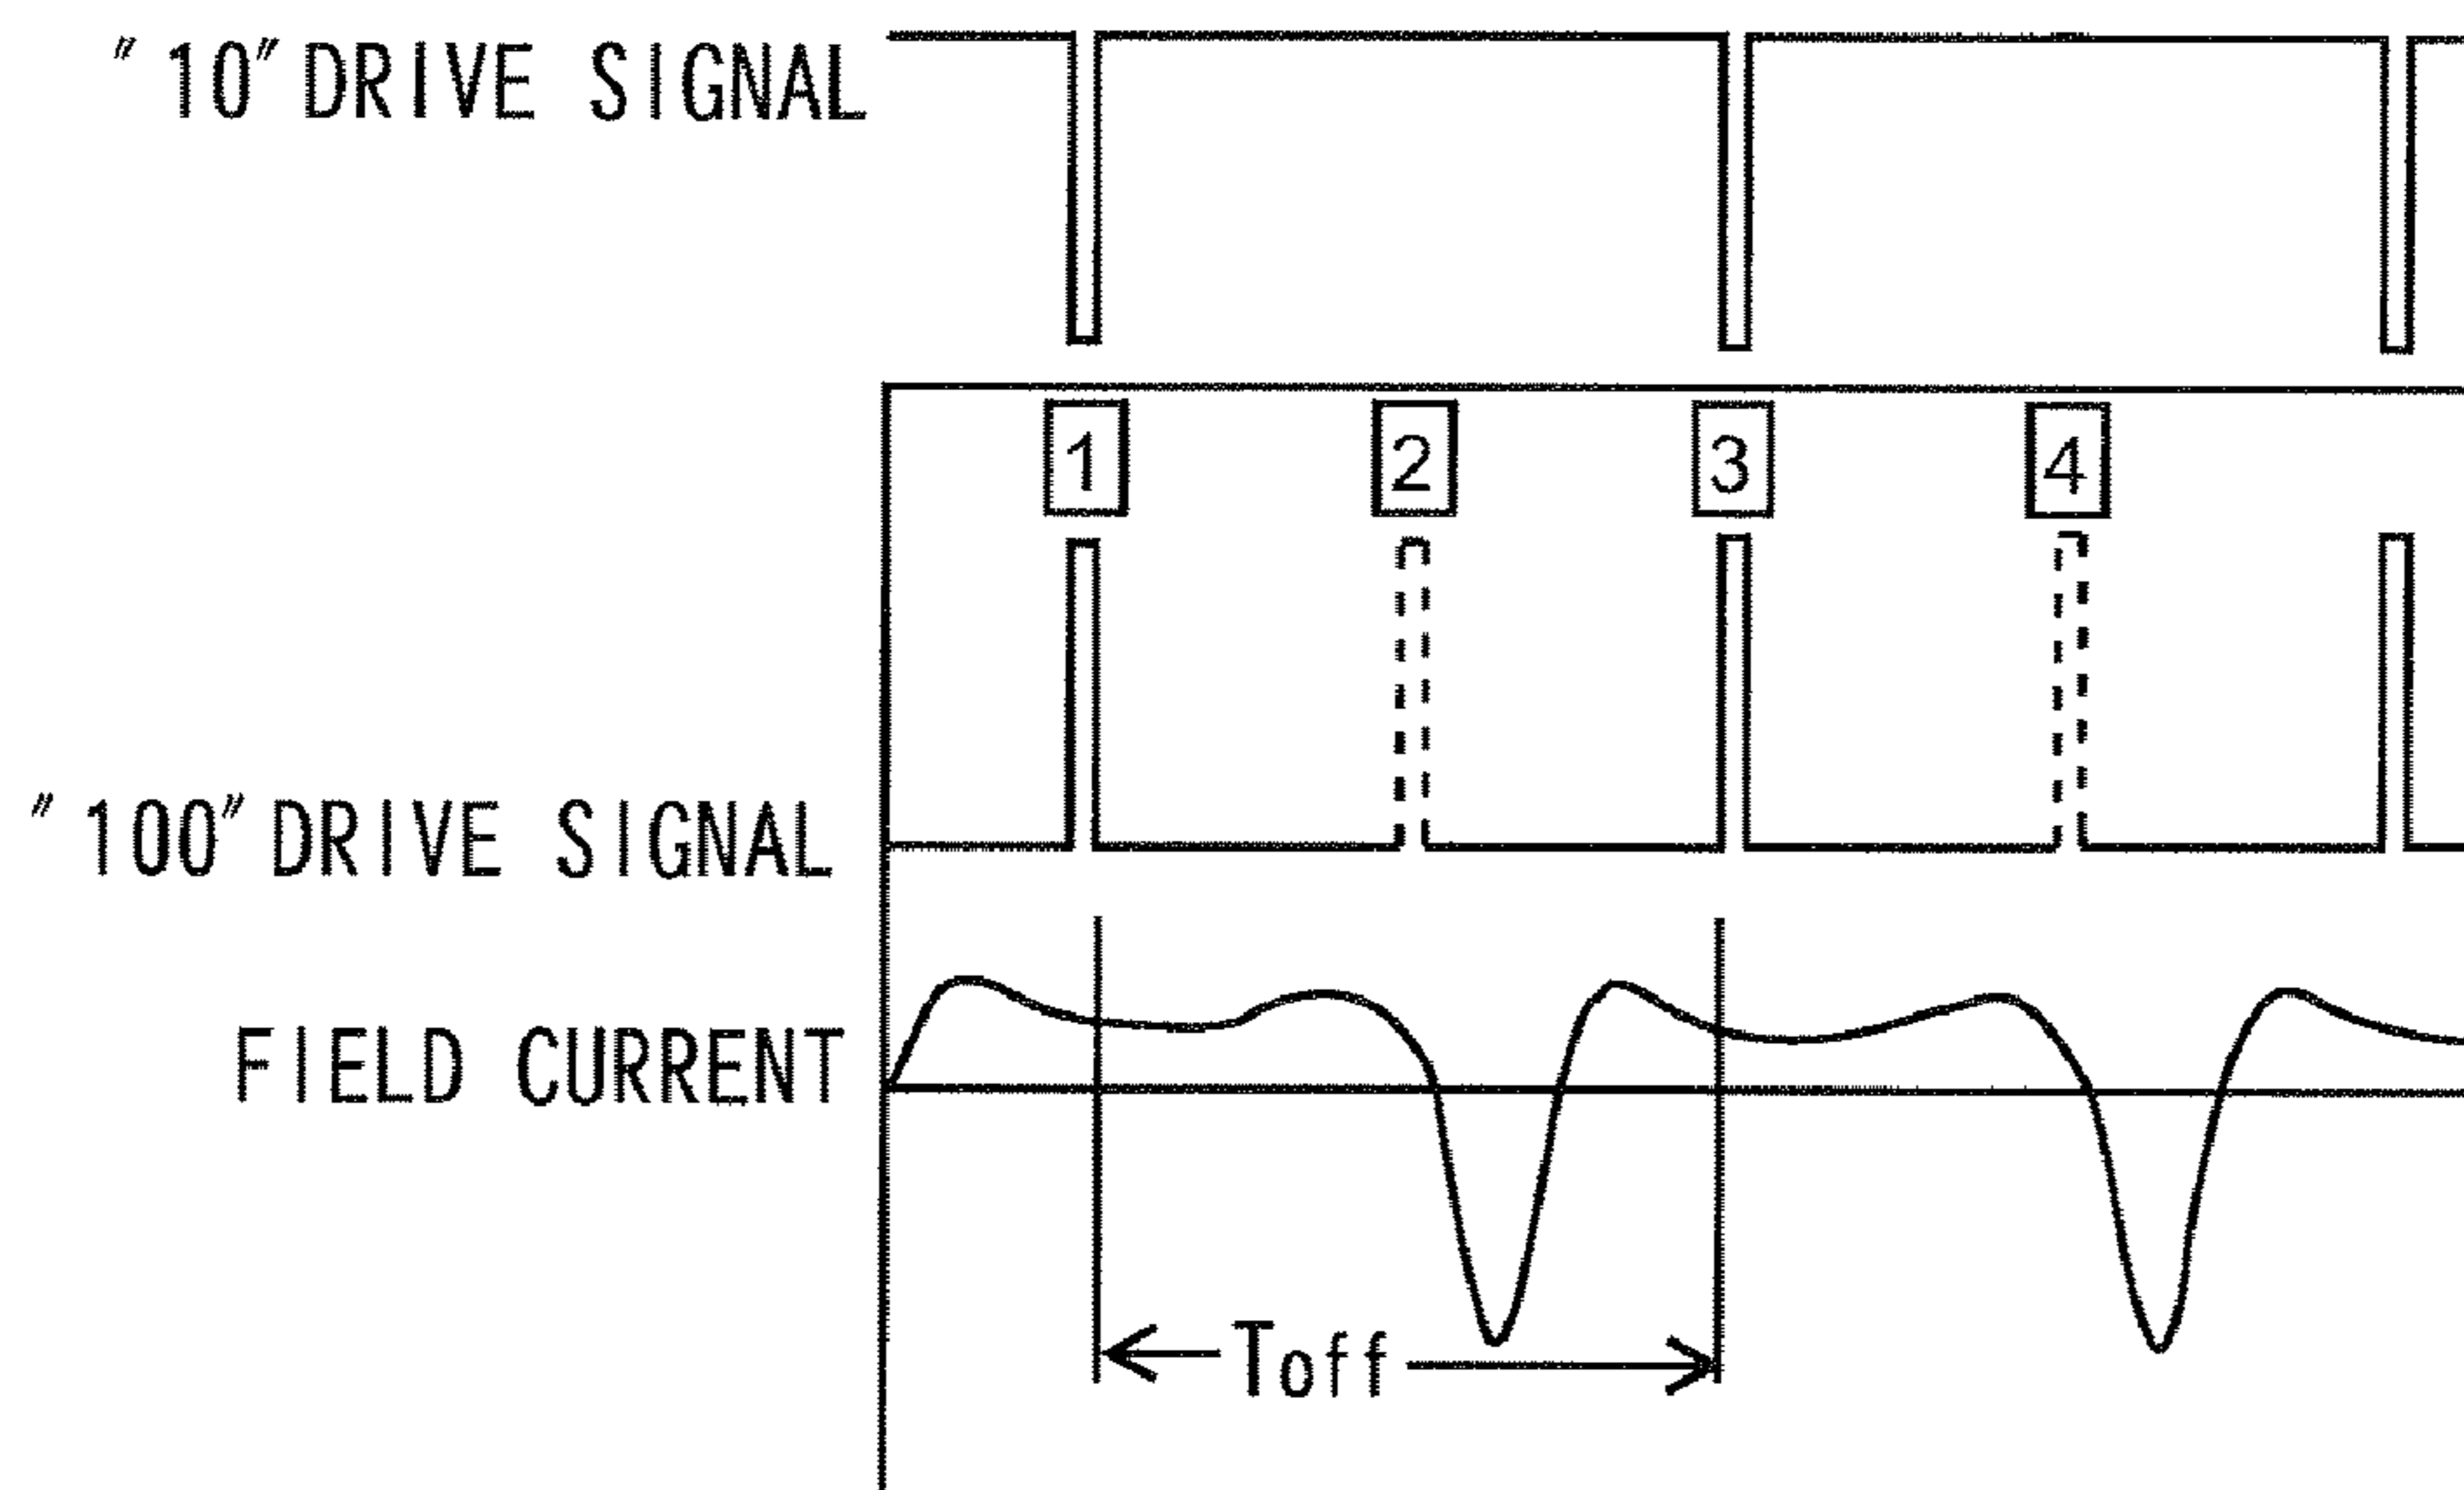 "10" DRIVE SIGNAL
1 2 3 4
"100" DRIVE SIGNAL
FIELD CURRENT
Toff